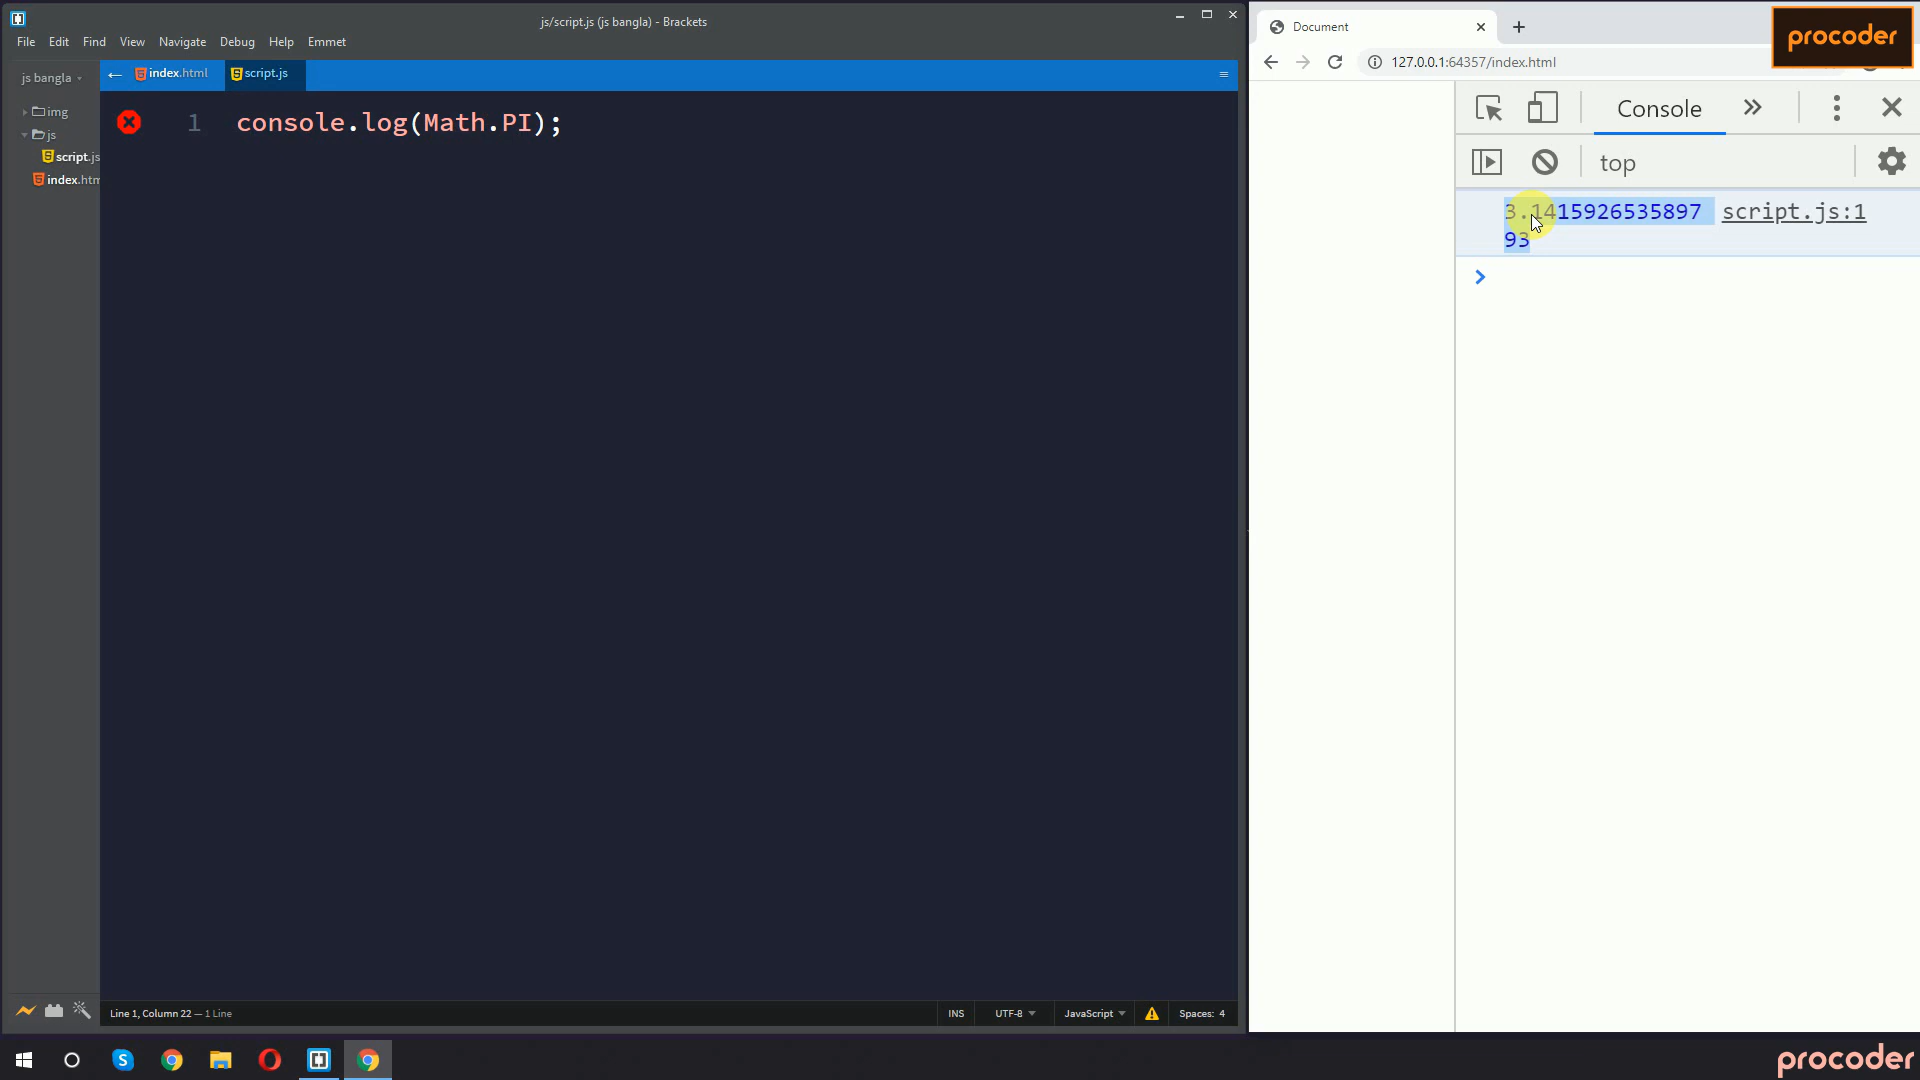 js/script.js (js bangla) - Brackets
File Edit Find View Navigate Debug Help Emmet
js bangla
index.html
script.js
img
js
script.js
index.htm
1 console.log(Math.PI);
Line 1, Column 22 — 1 Line
INS
UTF-8
JavaScript
Spaces: 4
Document
procoder
127.0.0.1:64357/index.html
Console
top
3.1415926535897 script.js:1
93
procoder